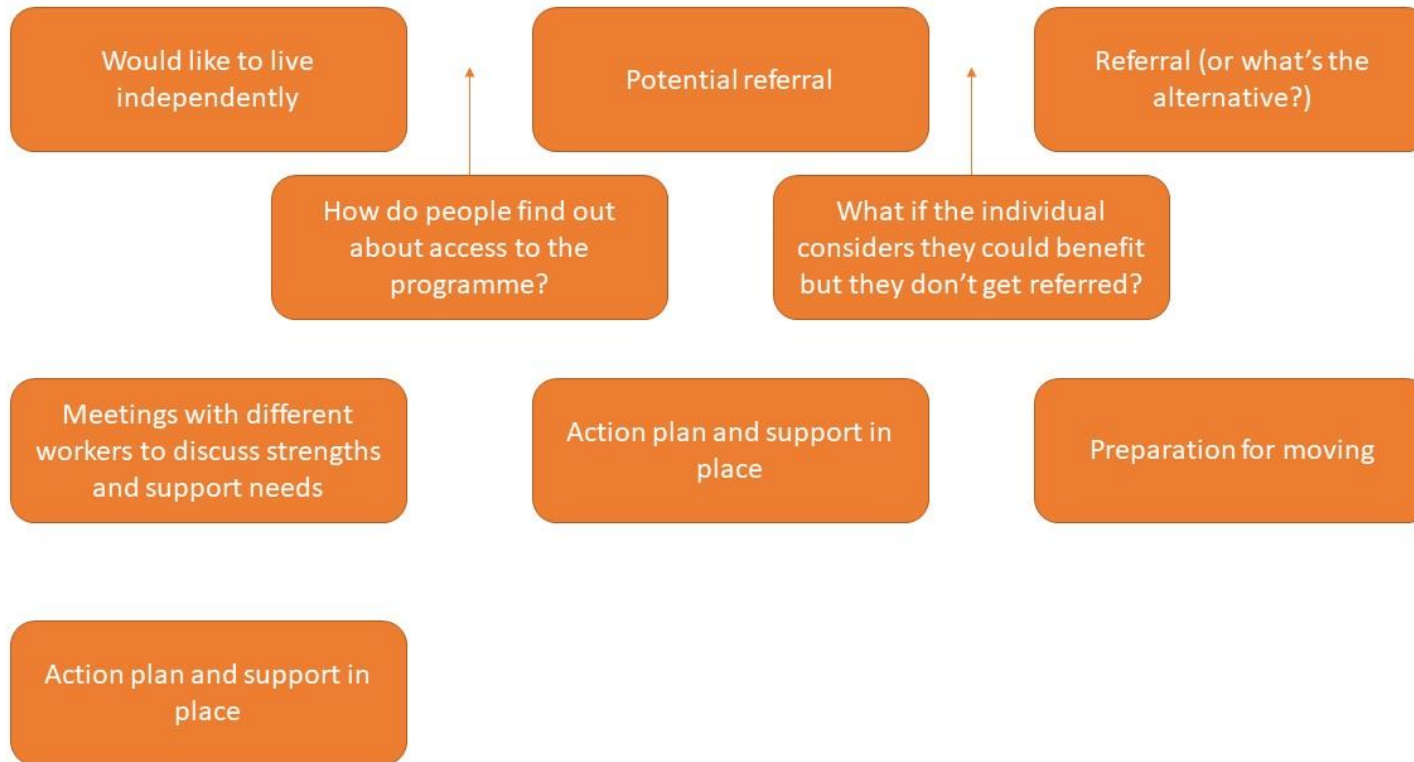 Would like to live
independently
Potential referral
Referral (or what's the
alternative?)
How do people find out
about access to the
programme?
What if the individual
considers they could benefit
but they don't get referred?
Meetings with different
workers to discuss strengths
and support needs
Action plan and support in
place
Preparation for moving
Action plan and support in
place